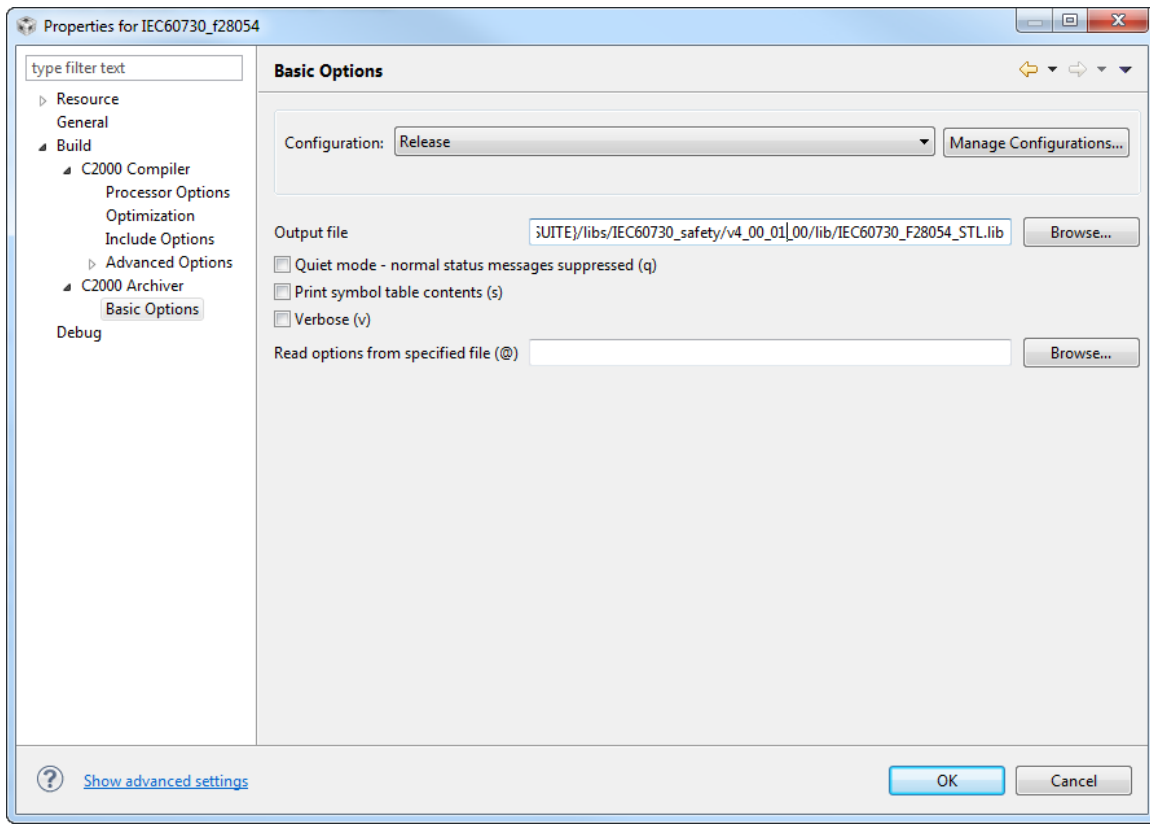 Properties for IEC60730_f28054
type filter text
Resource
General
Build
C2000 Compiler
Processor Options
Optimization
Include Options
Advanced Options
C2000 Archiver
Basic Options
Debug
Basic Options
Configuration: Release Manage Configurations...
Output file SUITE}/libs/IEC60730_safety/v4_00_01_00/lib/IEC60730_F28054_STL.lib Browse...
Quiet mode - normal status messages suppressed (q)
Print symbol table contents (s)
Verbose (v)
Read options from specified file (@) Browse...
Show advanced settings
OK Cancel